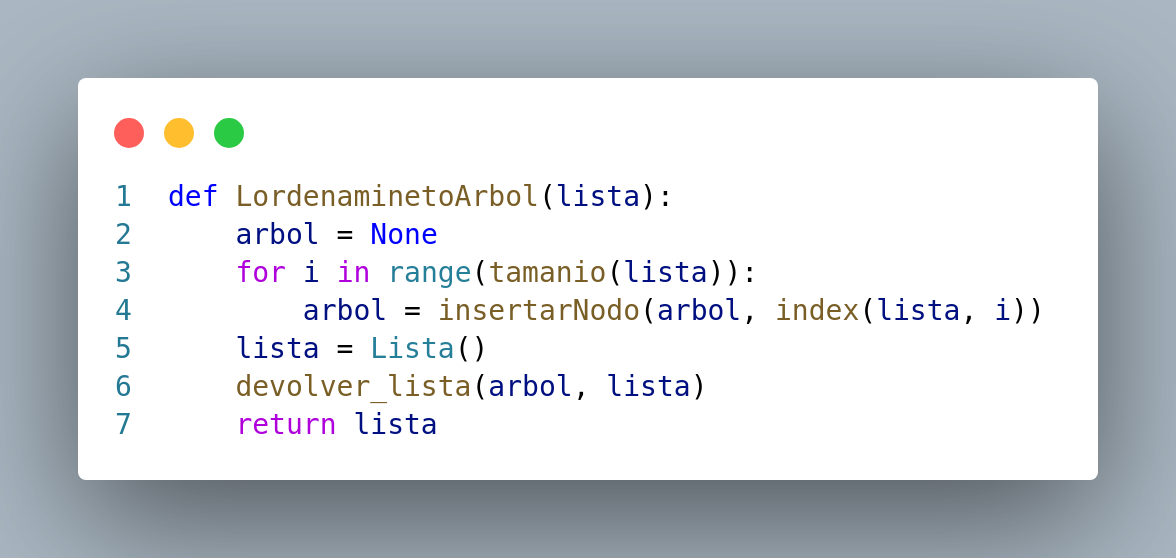 1 def LordenaminetoArbol(lista):
2     arbol = None
3     for i in range(tamanio(lista)):
4         arbol = insertarNodo(arbol, index(lista, i))
5     lista = Lista()
6     devolver_lista(arbol, lista)
7     return lista